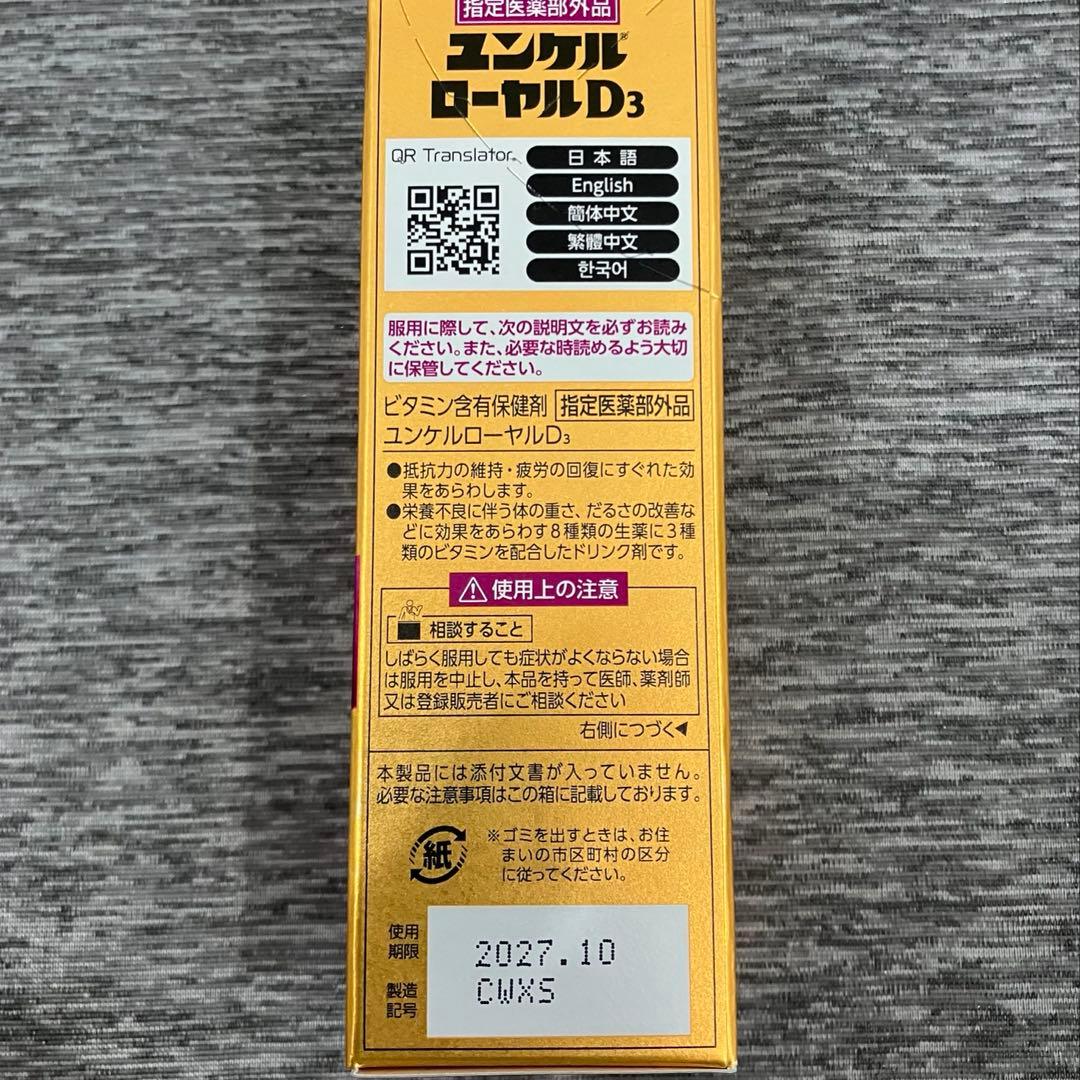 指定医薬部外品
ユンケル®
ローヤルD3
QR Translator®
日本語
English
简体中文
繁體中文
한국어
服用に際して、次の説明文を必ずお読み
ください。また、必要な時読めるよう大切
に保管してください。
ビタミン含有保健剤 指定医薬部外品
ユンケルローヤルD3
●抵抗力の維持・疲労の回復にすぐれた効
果をあらわします。
●栄養不良に伴う体の重さ、だるさの改善な
どに効果をあらわす8種類の生薬に3種
類のビタミンを配合したドリンク剤です。
使用上の注意
相談すること
しばらく服用しても症状がよくならない場合
は服用を中止し、本品を持って医師、薬剤師
又は登録販売者にご相談ください
右側につづく◀
本製品には添付文書が入っていません。
必要な注意事項はこの箱に記載しております。
紙
※ゴミを出すときは、お住
まいの市区町村の区分
に従ってください。
使用
期限
2027.10
製造
記号
CWXS